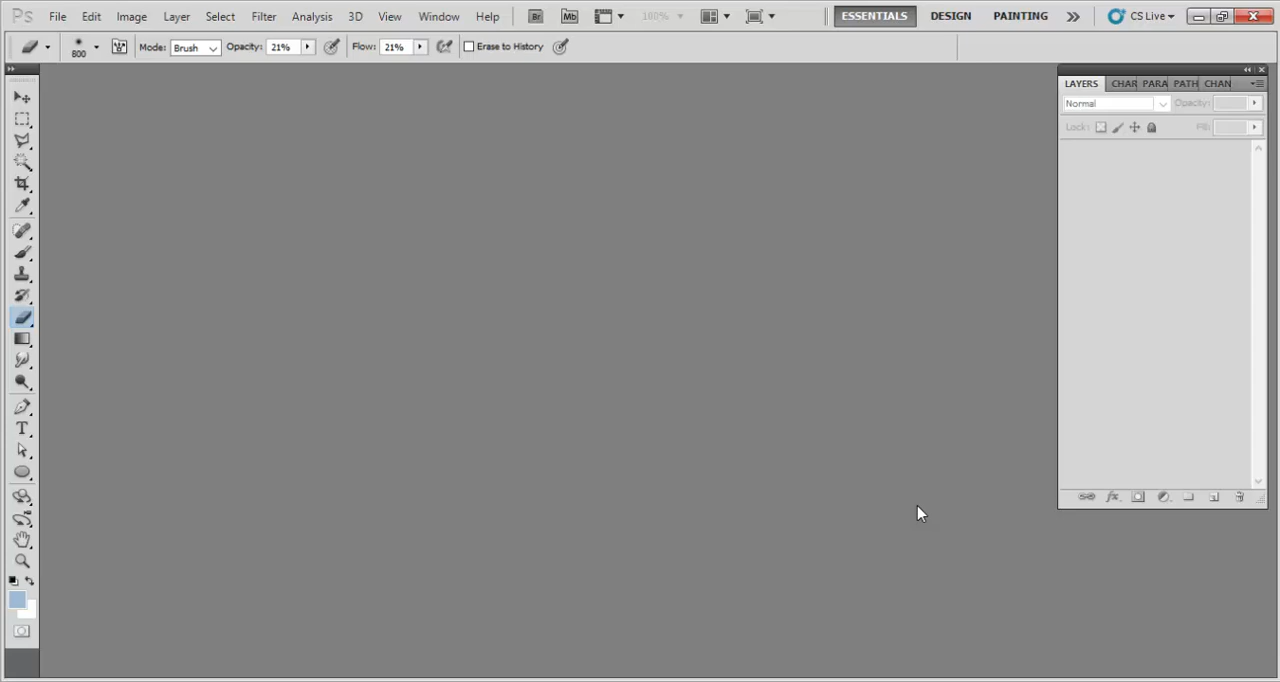 Ps File Edit Image Layer Select Filter Analysis 3D View Window Help Br Mb 100% ESSENTIALS DESIGN PAINTING CS Live
800 Mode: Brush Opacity: 21% Flow: 21% Erase to History
LAYERS CHAR PARA PATH CHAN
Normal Opacity:
Lock: Fill:
T
fx